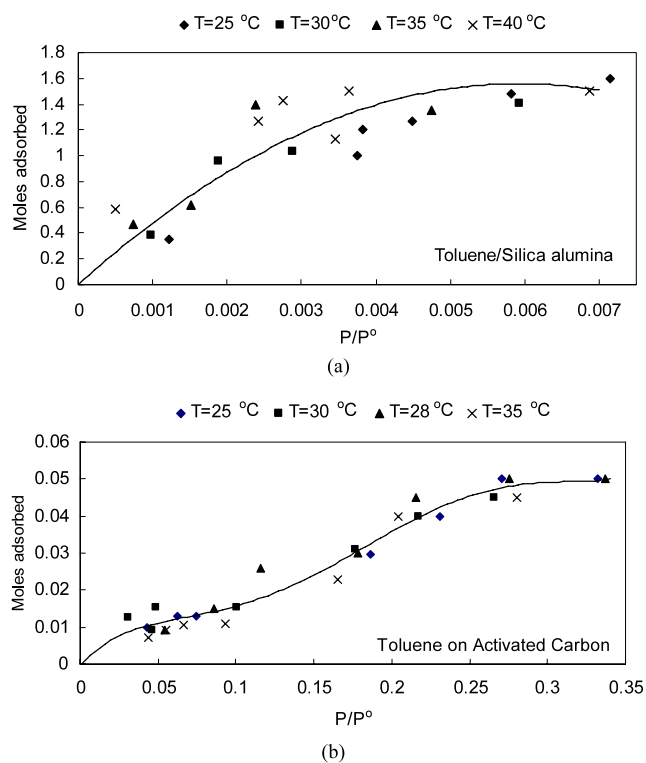 T=25 °C T=30°C T=35 °C T=40 °C
1.8
1.6
1.4
1.2
1
0.8
0.6
0.4
0.2
0
Moles adsorbed
Toluene/Silica alumina
0 0.001 0.002 0.003 0.004 0.005 0.006 0.007
P/Pº
(a)
T=25 °C T=30 °C T=28 °C T=35 °C
0.06
0.05
0.04
0.03
0.02
0.01
0
Moles adsorbed
Toluene on Activated Carbon
0 0.05 0.1 0.15 0.2 0.25 0.3 0.35
P/Pº
(b)